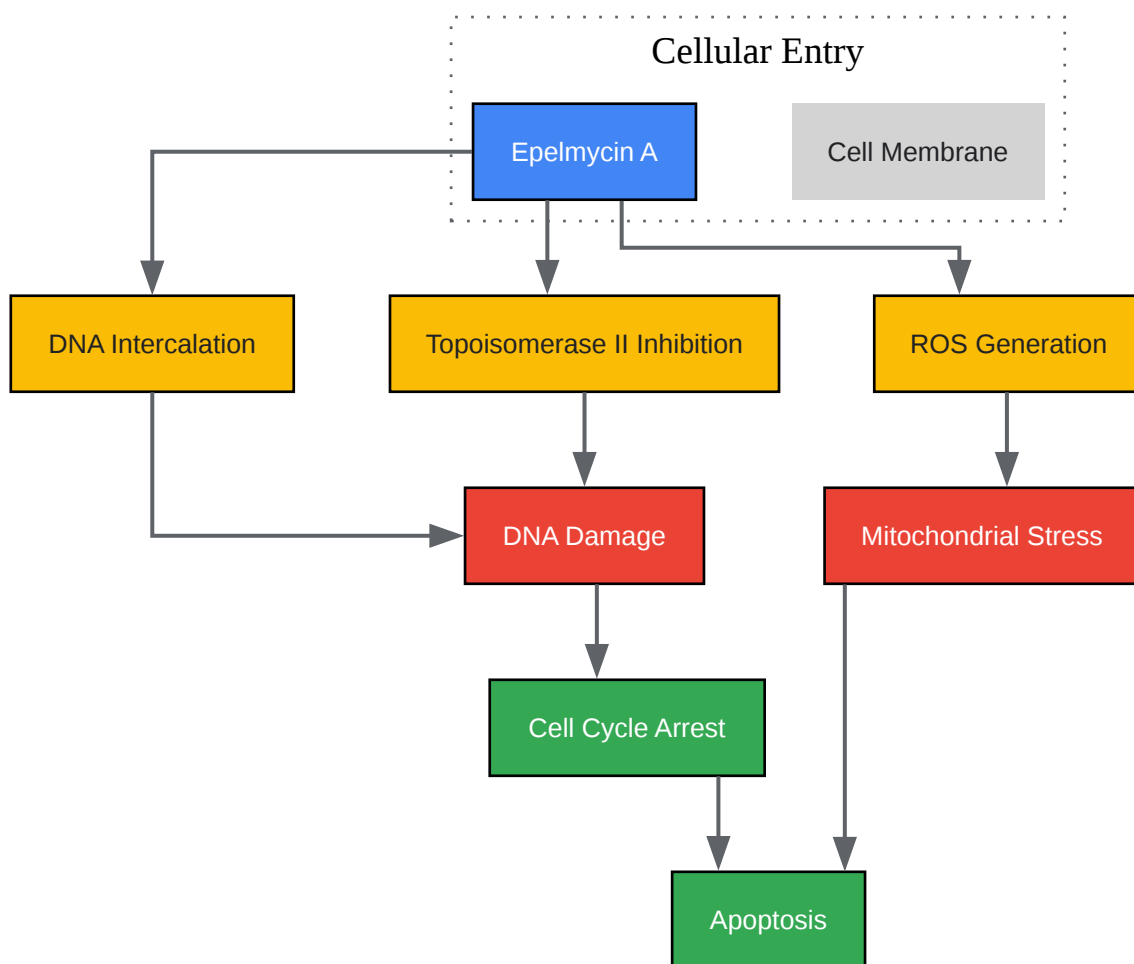 Cellular Entry
Epelmycin A
Cell Membrane
DNA Intercalation
Topoisomerase II Inhibition
ROS Generation
DNA Damage
Mitochondrial Stress
Cell Cycle Arrest
Apoptosis